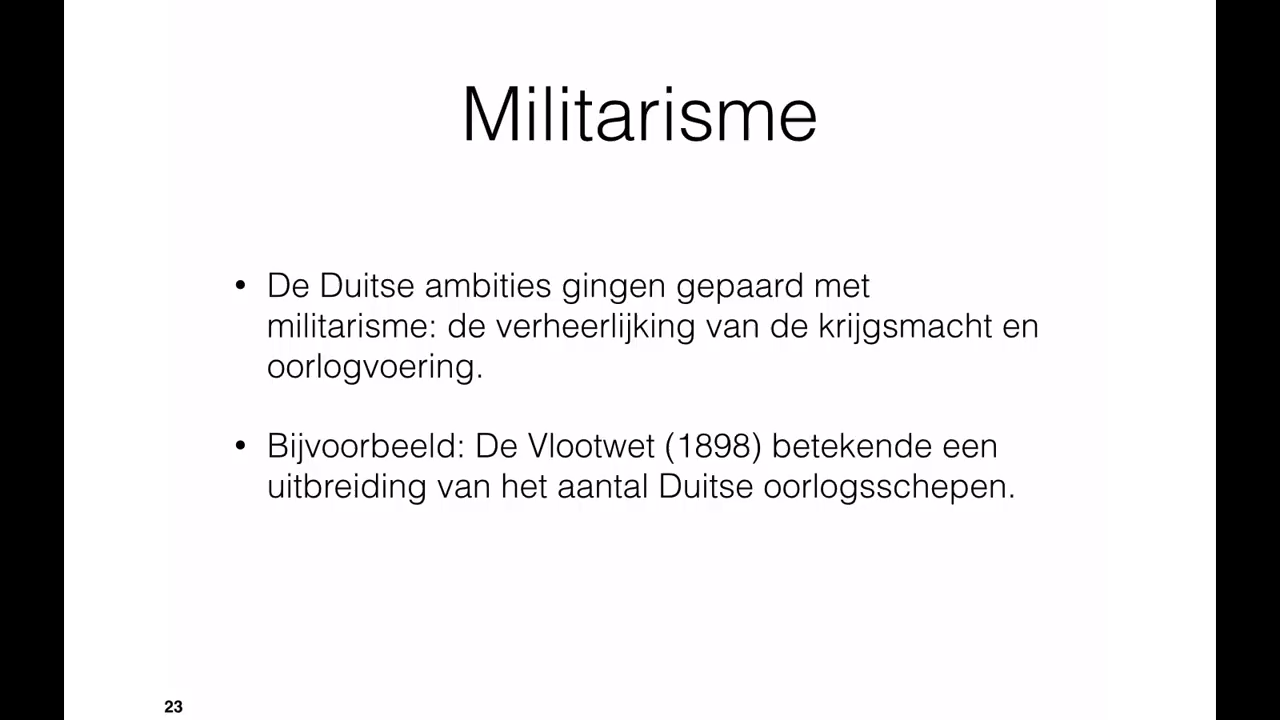 Militarisme
• De Duitse ambities gingen gepaard met
militarisme: de verheerlijking van de krijgsmacht en
oorlogvoering.
• Bijvoorbeeld: De Vlootwet (1898) betekende een
uitbreiding van het aantal Duitse oorlogsschepen.
23